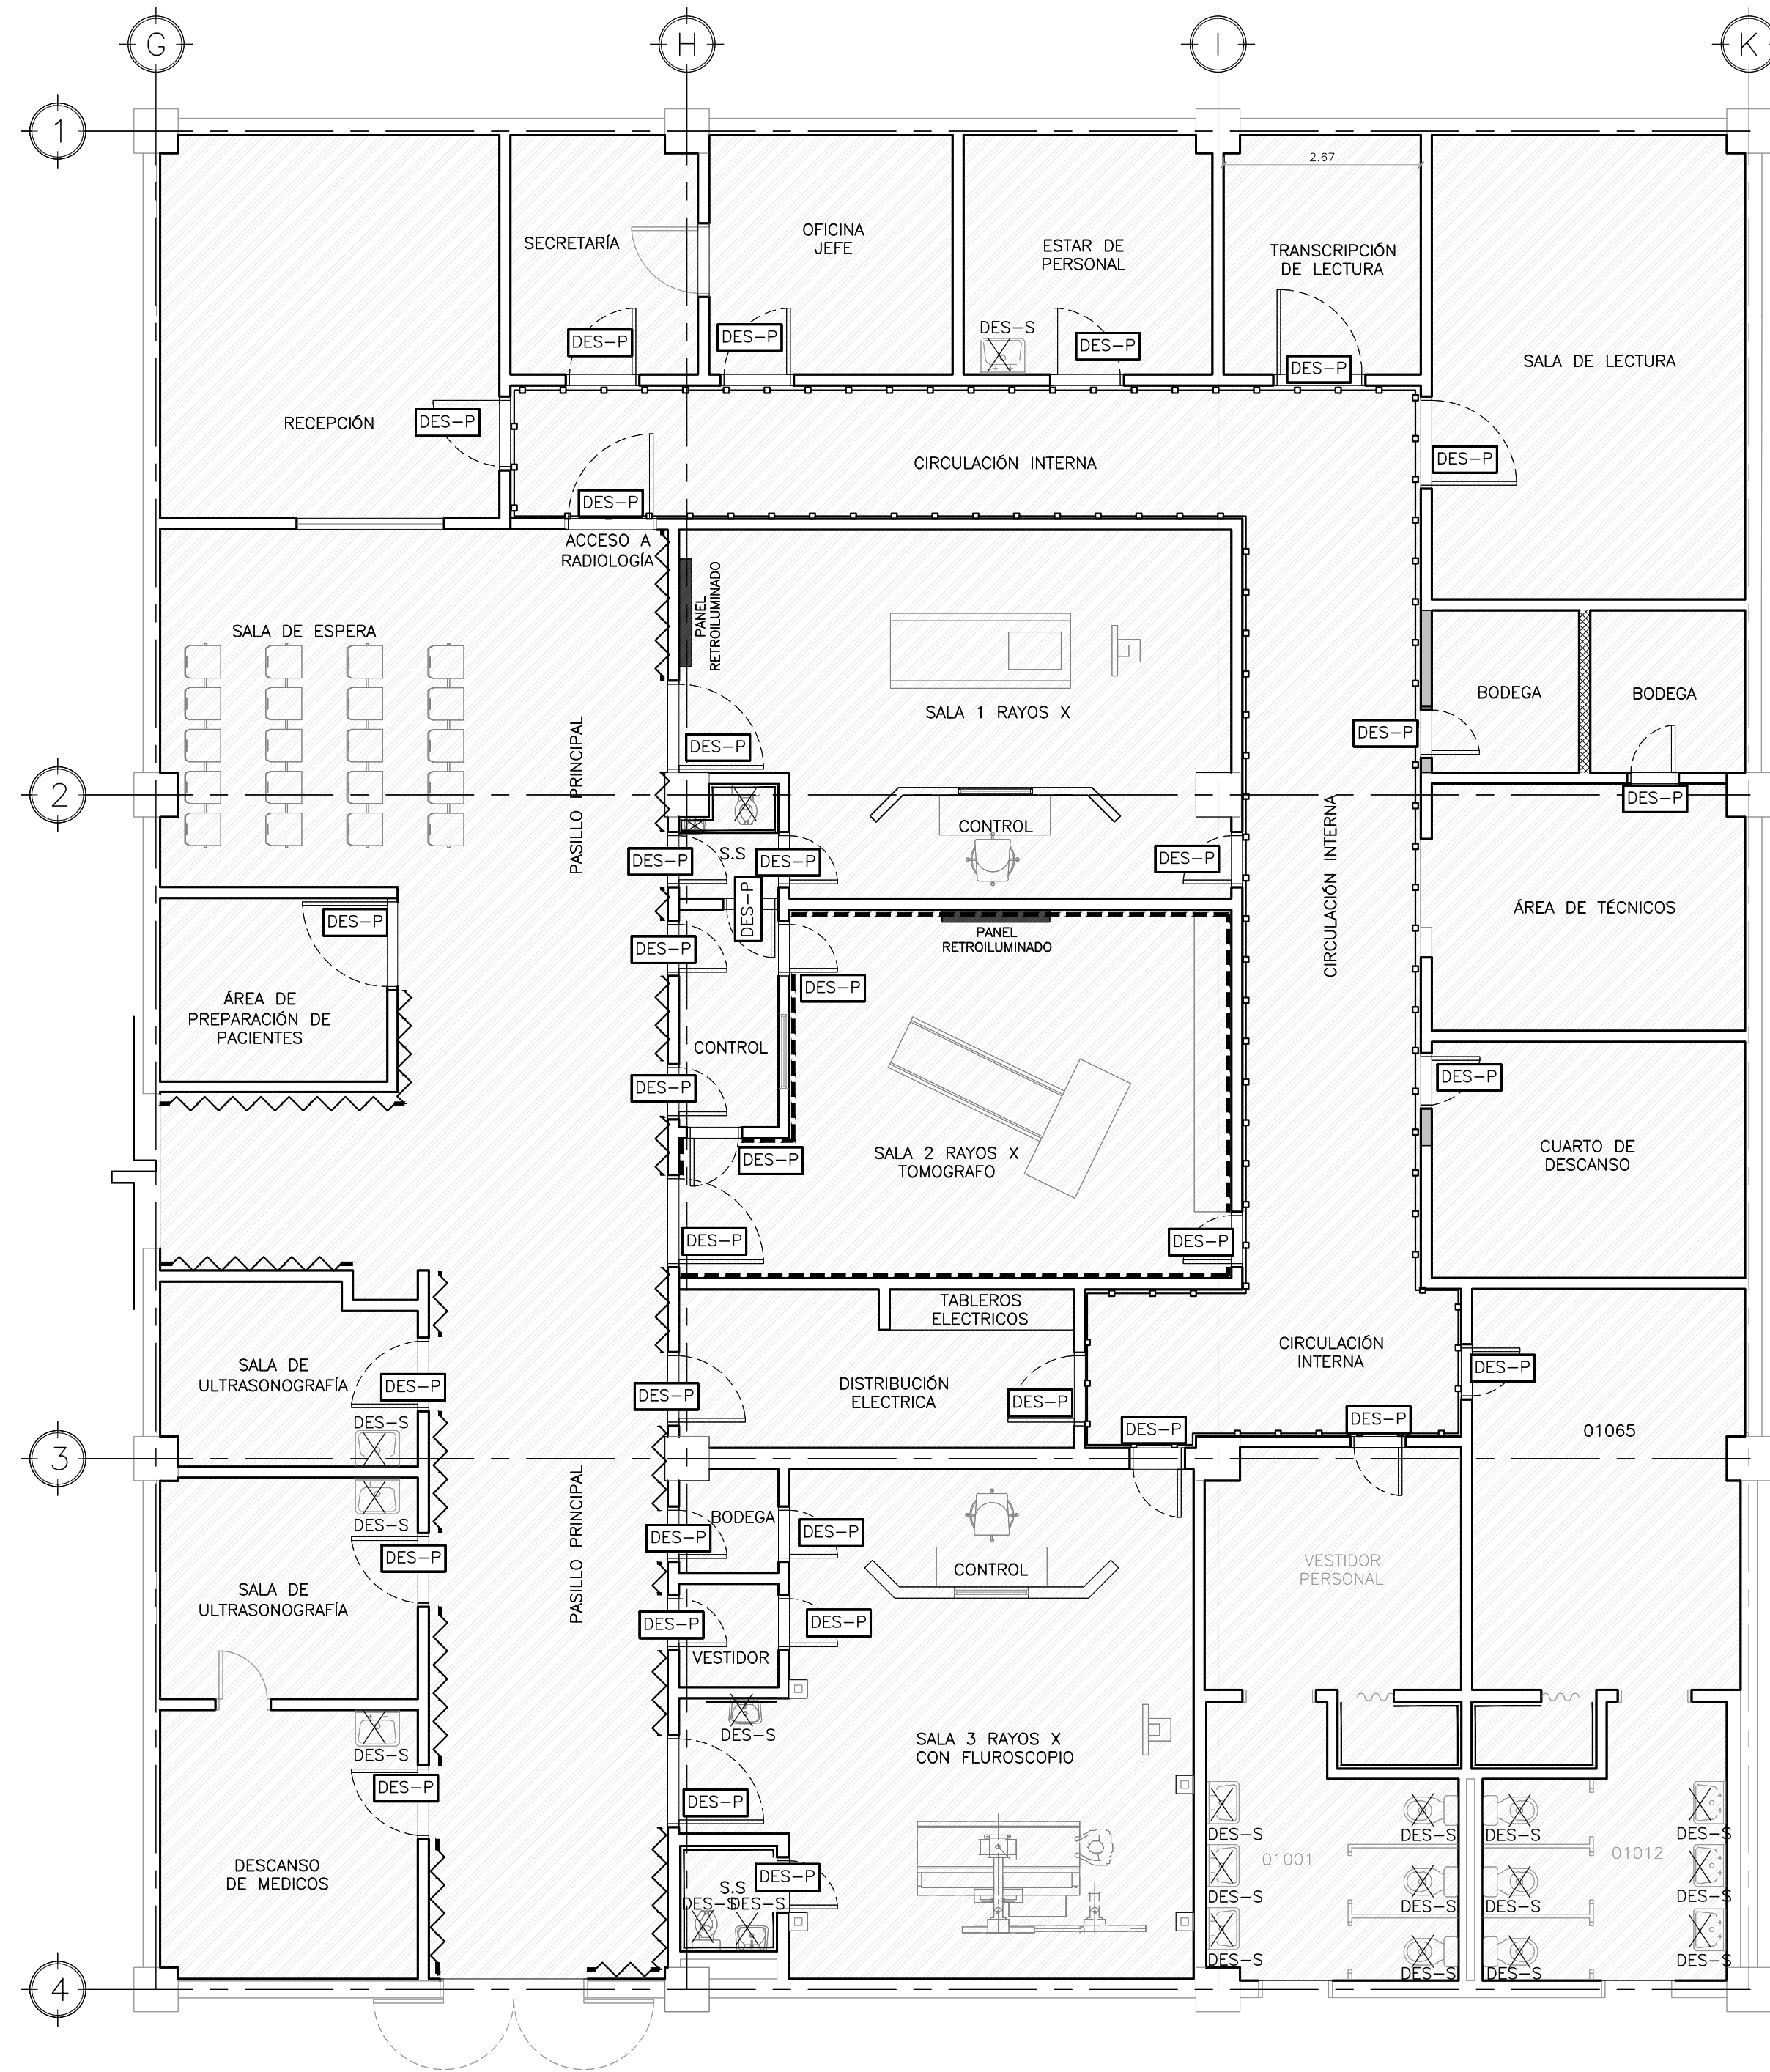 G
H
I
K
1
2.67
SECRETARÍA
OFICINA
JEFE
ESTAR DE
PERSONAL
TRANSCRIPCIÓN
DE LECTURA
DES-P
DES-P
DES-S
DES-P
DES-P
SALA DE LECTURA
RECEPCIÓN
DES-P
CIRCULACIÓN INTERNA
DES-P
DES-P
ACCESO A
RADIOLOGÍA
PANEL
RETROILUMINADO
SALA DE ESPERA
PASILLO PRINCIPAL
SALA 1 RAYOS X
DES-P
BODEGA
BODEGA
DES-P
2
DES-P
CONTROL
DES-P
S.S
DES-P
DES-P
DES-P
CIRCULACIÓN INTERNA
ÁREA DE TÉCNICOS
DES-P
DES-P
PANEL
RETROILUMINADO
DES-P
ÁREA DE
PREPARACIÓN DE
PACIENTES
CONTROL
DES-P
DES-P
DES-P
SALA 2 RAYOS X
TOMOGRAFO
CUARTO DE
DESCANSO
DES-P
DES-P
TABLEROS
ELECTRICOS
CIRCULACIÓN
INTERNA
DES-P
SALA DE
ULTRASONOGRAFÍA
DES-P
DES-P
DISTRIBUCIÓN
ELECTRICA
DES-P
DES-S
DES-P
DES-P
01065
3
PASILLO PRINCIPAL
DES-S
DES-P
DES-P
BODEGA
DES-P
CONTROL
VESTIDOR
PERSONAL
SALA DE
ULTRASONOGRAFÍA
DES-P
DES-P
VESTIDOR
DES-S
DES-S
SALA 3 RAYOS X
CON FLUROSCOPIO
DES-P
DES-P
DESCANSO
DE MEDICOS
DES-P
S.S
DES-S
DES-S
DES-S
DES-S
DES-S
DES-S
01001
01012
DES-S
DES-S
DES-S
DES-S
DES-S
DES-S
DES-S
DES-S
4